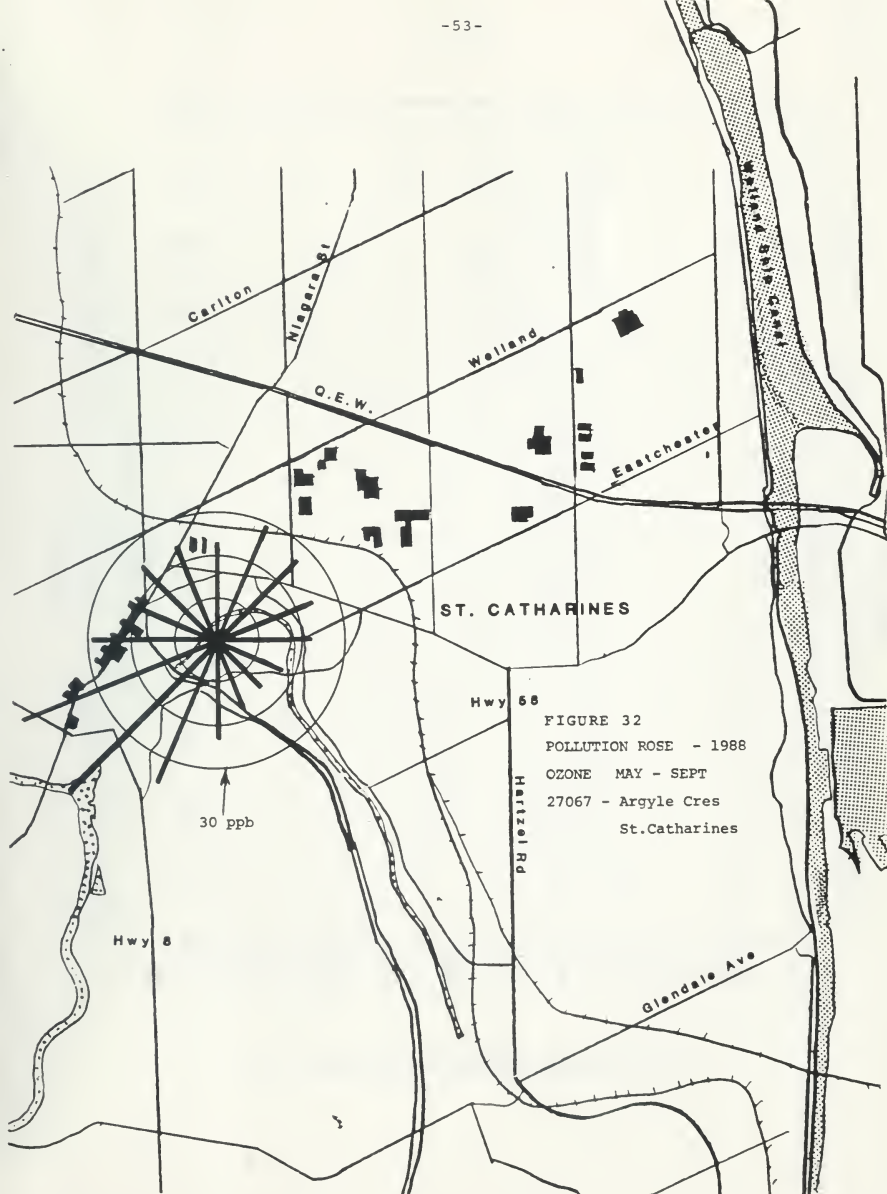 -53-
Welland Ship Canal
Carlton
Niagara St
Welland
Q.E.W.
Eastchester
ST. CATHARINES
Hwy 58
FIGURE 32
POLLUTION ROSE - 1988
OZONE MAY - SEPT
27067 - Argyle Cres
St.Catharines
Hartzel Rd
30 ppb
Hwy 8
Glendale Ave